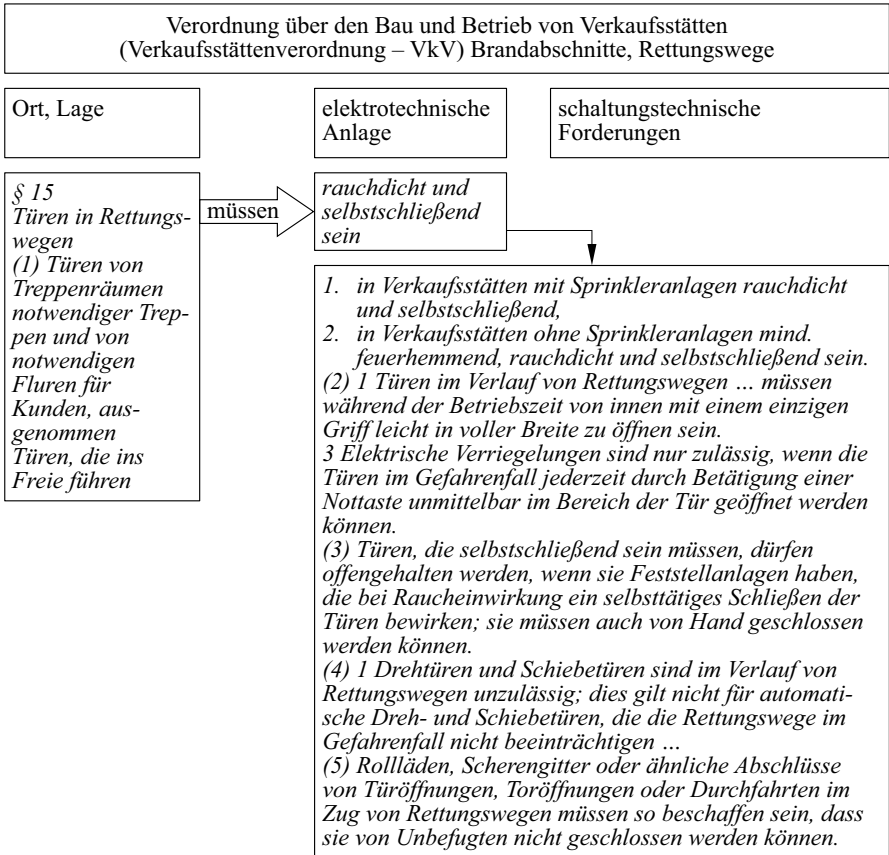 Verordnung über den Bau und Betrieb von Verkaufsstätten
(Verkaufsstättenverordnung – VkV) Brandabschnitte, Rettungswege
Ort, Lage
elektrotechnische
Anlage
schaltungstechnische
Forderungen
§ 15
Türen in Rettungs-
wegen
(1) Türen von
Treppenräumen
notwendiger Trep-
pen und von
notwendigen
Fluren für
Kunden, aus-
genommen
Türen, die ins
Freie führen
müssen
rauchdicht und
selbstschließend
sein
1. in Verkaufsstätten mit Sprinkleranlagen rauchdicht
und selbstschließend,
2. in Verkaufsstätten ohne Sprinkleranlagen mind.
feuerhemmend, rauchdicht und selbstschließend sein.
(2) 1 Türen im Verlauf von Rettungswegen … müssen
während der Betriebszeit von innen mit einem einzigen
Griff leicht in voller Breite zu öffnen sein.
3 Elektrische Verriegelungen sind nur zulässig, wenn die
Türen im Gefahrenfall jederzeit durch Betätigung einer
Nottaste unmittelbar im Bereich der Tür geöffnet werden
können.
(3) Türen, die selbstschließend sein müssen, dürfen
offengehalten werden, wenn sie Feststellanlagen haben,
die bei Raucheinwirkung ein selbsttätiges Schließen der
Türen bewirken; sie müssen auch von Hand geschlossen
werden können.
(4) 1 Drehtüren und Schiebetüren sind im Verlauf von
Rettungswegen unzulässig; dies gilt nicht für automati-
sche Dreh- und Schiebetüren, die die Rettungswege im
Gefahrenfall nicht beeinträchtigen …
(5) Rollläden, Scherengitter oder ähnliche Abschlüsse
von Türöffnungen, Toröffnungen oder Durchfahrten im
Zug von Rettungswegen müssen so beschaffen sein, dass
sie von Unbefugten nicht geschlossen werden können.